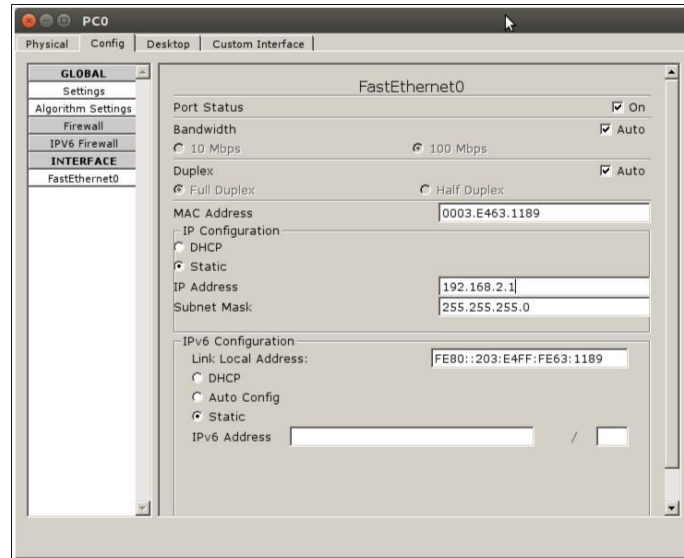 PC0
Physical Config Desktop Custom Interface
GLOBAL
Settings
Algorithm Settings
Firewall
IPV6 Firewall
INTERFACE
FastEthernet0
FastEthernet0
Port Status On
Bandwidth Auto
10 Mbps 100 Mbps
Duplex Auto
Full Duplex Half Duplex
MAC Address 0003.E463.1189
IP Configuration
DHCP
Static
IP Address 192.168.2.1
Subnet Mask 255.255.255.0
IPv6 Configuration
Link Local Address: FE80::203:E4FF:FE63:1189
DHCP
Auto Config
Static
IPv6 Address /